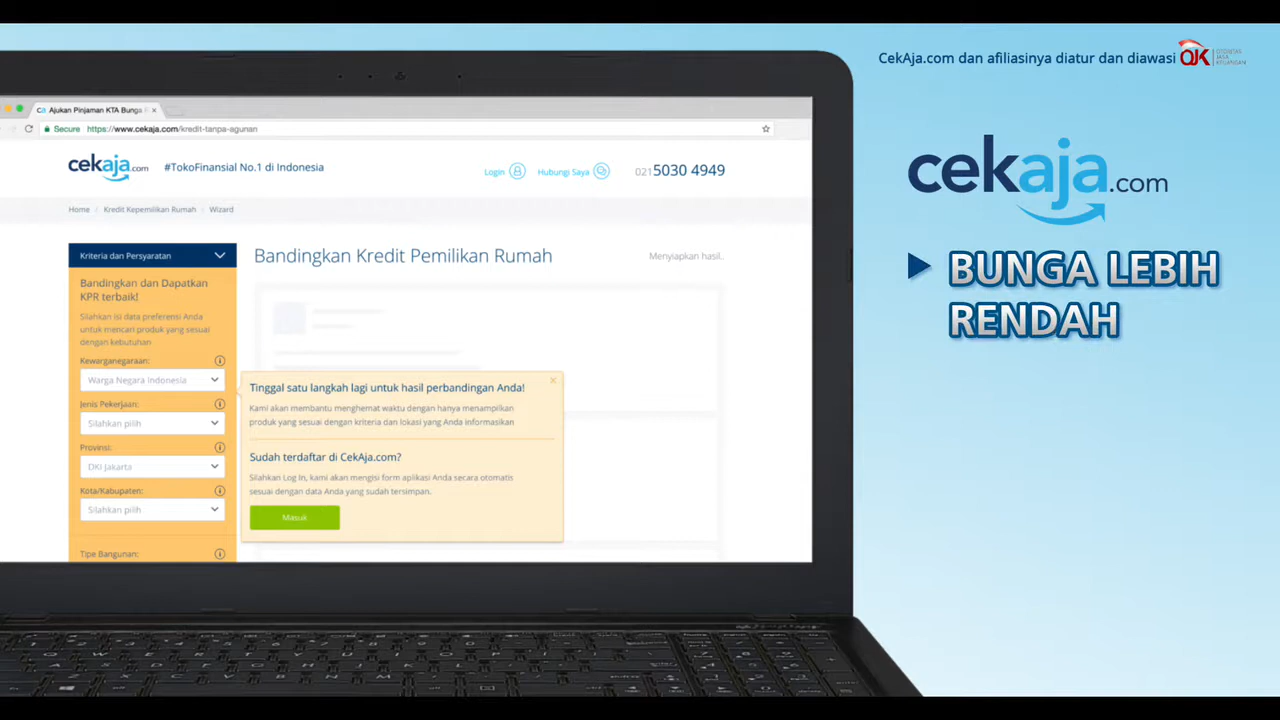 CekAja.com dan afiliasinya diatur dan diawasi OJK OTORITAS JASA KEUANGAN
Ajukan Pinjaman KTA Bunga
Secure https://www.cekaja.com/kredit-tanpa-agunan
cekaja.com #TokoFinansial No.1 di Indonesia Login Hubungi Saya 021 5030 4949
Home / Kredit Kepemilikan Rumah / Wizard
Kriteria dan Persyaratan
Bandingkan dan Dapatkan
KPR terbaik!
Silahkan isi data preferensi Anda
untuk mencari produk yang sesuai
dengan kebutuhan
Kewarganegaraan:
Warga Negara Indonesia
Jenis Pekerjaan:
Silahkan pilih
Provinsi:
DKI Jakarta
Kota/Kabupaten:
Silahkan pilih
Tipe Bangunan:
Bandingkan Kredit Pemilikan Rumah Menyiapkan hasil..
Tinggal satu langkah lagi untuk hasil perbandingan Anda!
Kami akan membantu menghemat waktu dengan hanya menampilkan
produk yang sesuai dengan kriteria dan lokasi yang Anda informasikan
Sudah terdaftar di CekAja.com?
Silahkan Log In, kami akan mengisi form aplikasi Anda secara otomatis
sesuai dengan data Anda yang sudah tersimpan.
Masuk
cekaja.com
BUNGA LEBIH
RENDAH